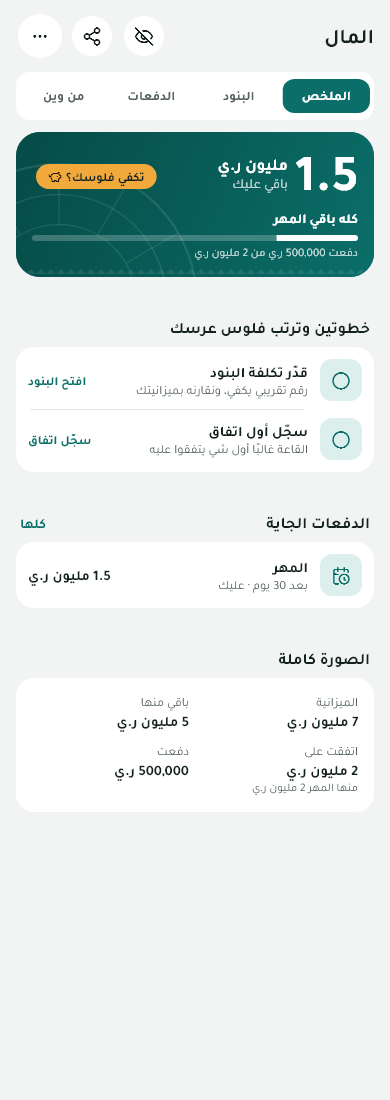 المال
الملخص
البنود
الدفعات
من وين
1.5 مليون ر.ي
باقي عليك
تكفي فلوسك؟
كله باقي المهر
دفعت 500,000 ر.ي من 2 مليون ر.ي
خطوتين وترتب فلوس عرسك
قدّر تكلفة البنود
رقم تقريبي يكفي، ونقارنه بميزانيتك
افتح البنود
سجّل أول اتفاق
القاعة غالبًا أول شي يتفقوا عليه
سجّل اتفاق
الدفعات الجاية
كلها
المهر
بعد 30 يوم · عليك
1.5 مليون ر.ي
الصورة كاملة
الميزانية
7 مليون ر.ي
باقي منها
5 مليون ر.ي
اتفقت على
2 مليون ر.ي
منها المهر 2 مليون ر.ي
دفعت
500,000 ر.ي